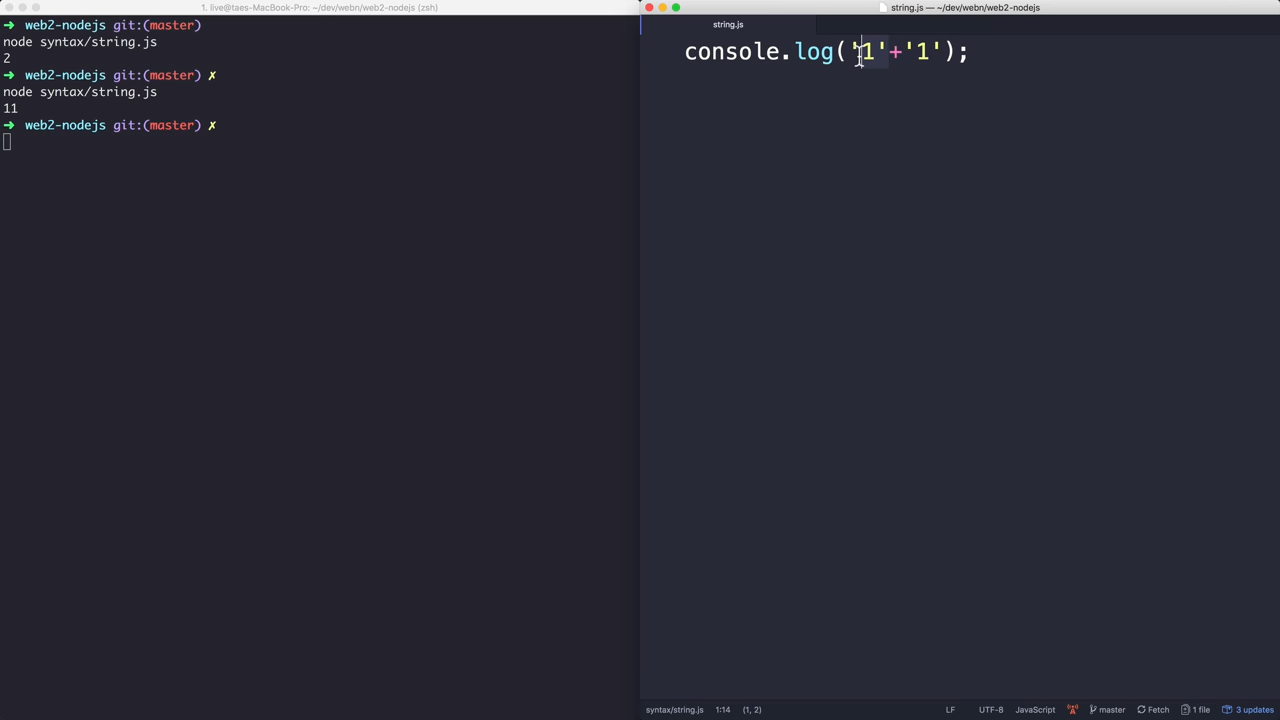 1. live@taes-MacBook-Pro: ~/dev/webn/web2-nodejs (zsh)
➜ web2-nodejs git:(master)
node syntax/string.js
2
➜ web2-nodejs git:(master) ✗
node syntax/string.js
11
➜ web2-nodejs git:(master) ✗
string.js — ~/dev/webn/web2-nodejs
string.js
console.log('1'+'1');
syntax/string.js 1:14 (1, 2) LF UTF-8 JavaScript master Fetch 1 file 3 updates